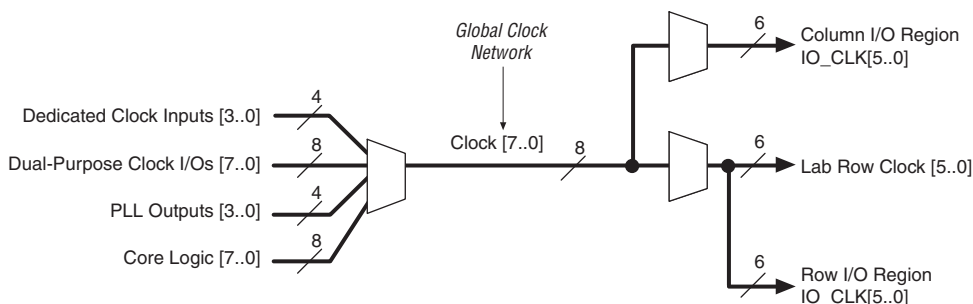 Global Clock
Network
6
Column I/O Region
IO_CLK[5..0]
4
Dedicated Clock Inputs [3..0]
8
Clock [7..0]
8
6
Dual-Purpose Clock I/Os [7..0]
Lab Row Clock [5..0]
4
PLL Outputs [3..0]
8
Core Logic [7..0]
6
Row I/O Region
IO_CLK[5..0]